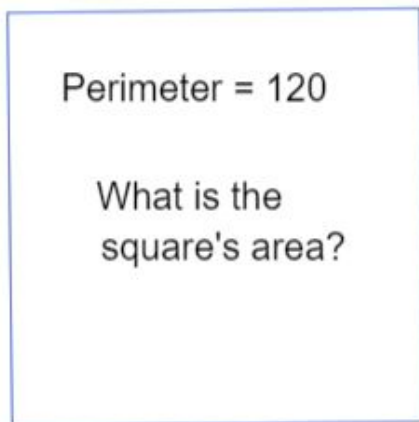 Perimeter = 120
What is the
square's area?